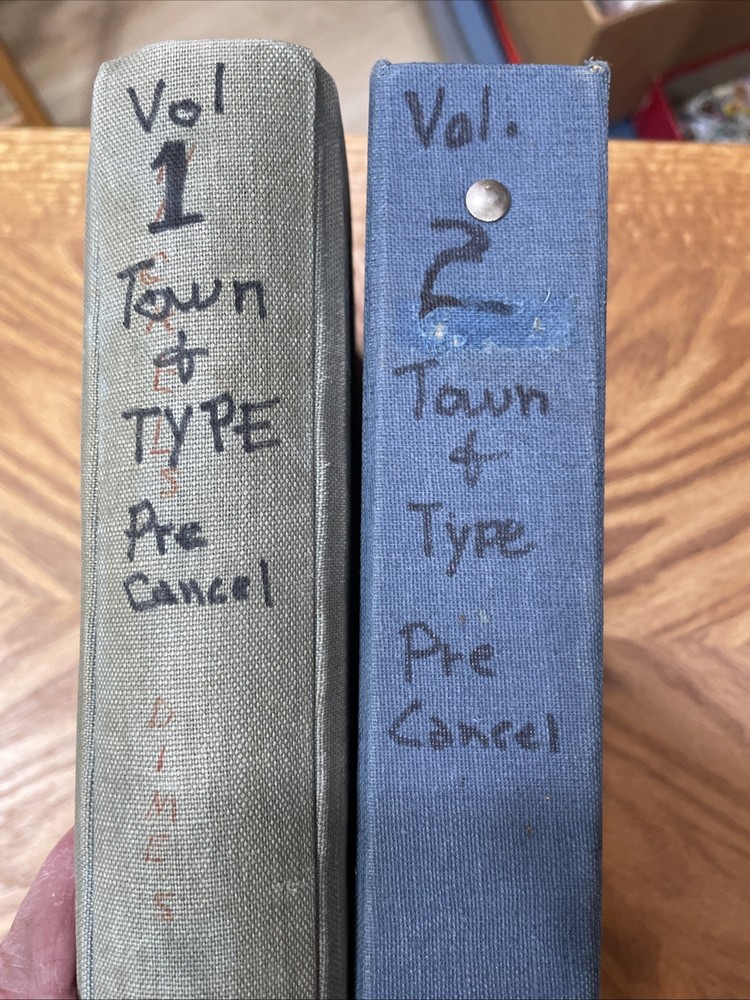 Vol
1
Town
&
TYPE
Pre
Cancel
DIMES
Vol.
2
Town
&
Type
Pre
Cancel